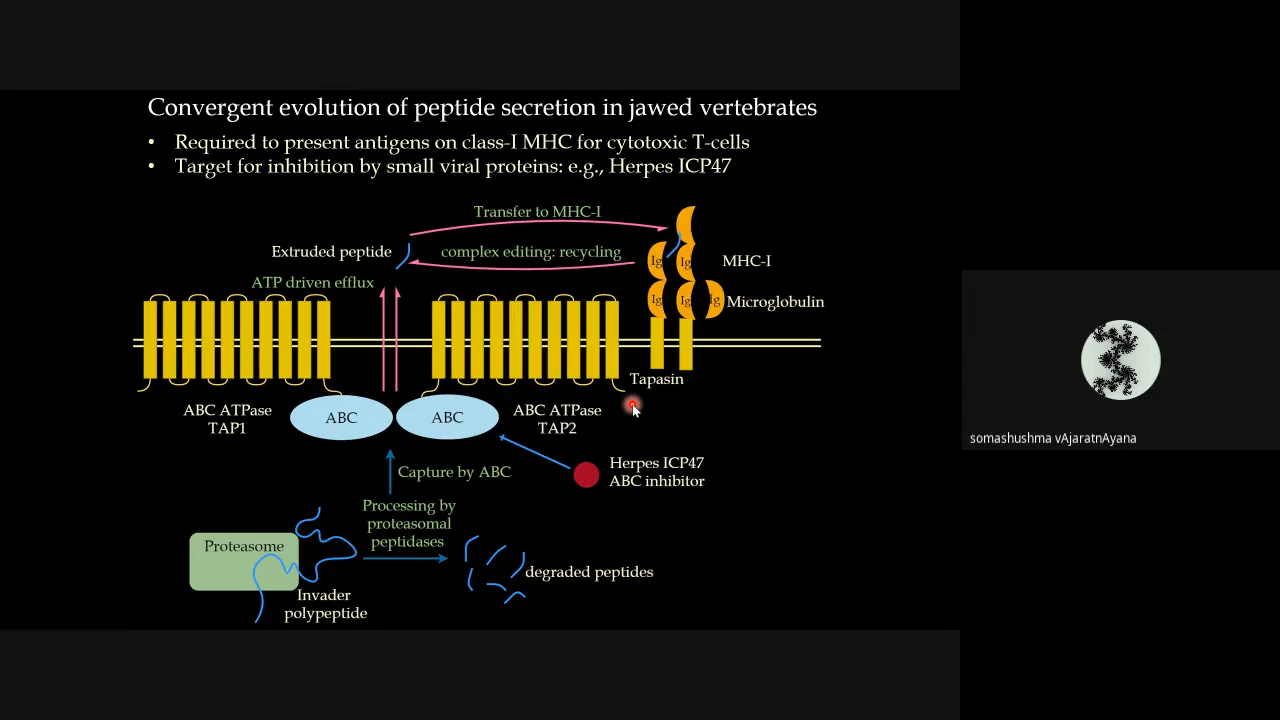 Convergent evolution of peptide secretion in jawed vertebrates
• Required to present antigens on class-I MHC for cytotoxic T-cells
• Target for inhibition by small viral proteins: e.g., Herpes ICP47
Transfer to MHC-I
Extruded peptide
complex editing: recycling
Ig
Ig
MHC-I
ATP driven efflux
Ig
Ig
Ig
Microglobulin
Tapasin
ABC ATPase
TAP1
ABC
ABC
ABC ATPase
TAP2
somashushma vAjaratnAyana
Capture by ABC
Herpes ICP47
ABC inhibitor
Processing by
proteasomal
peptidases
Proteasome
degraded peptides
Invader
polypeptide